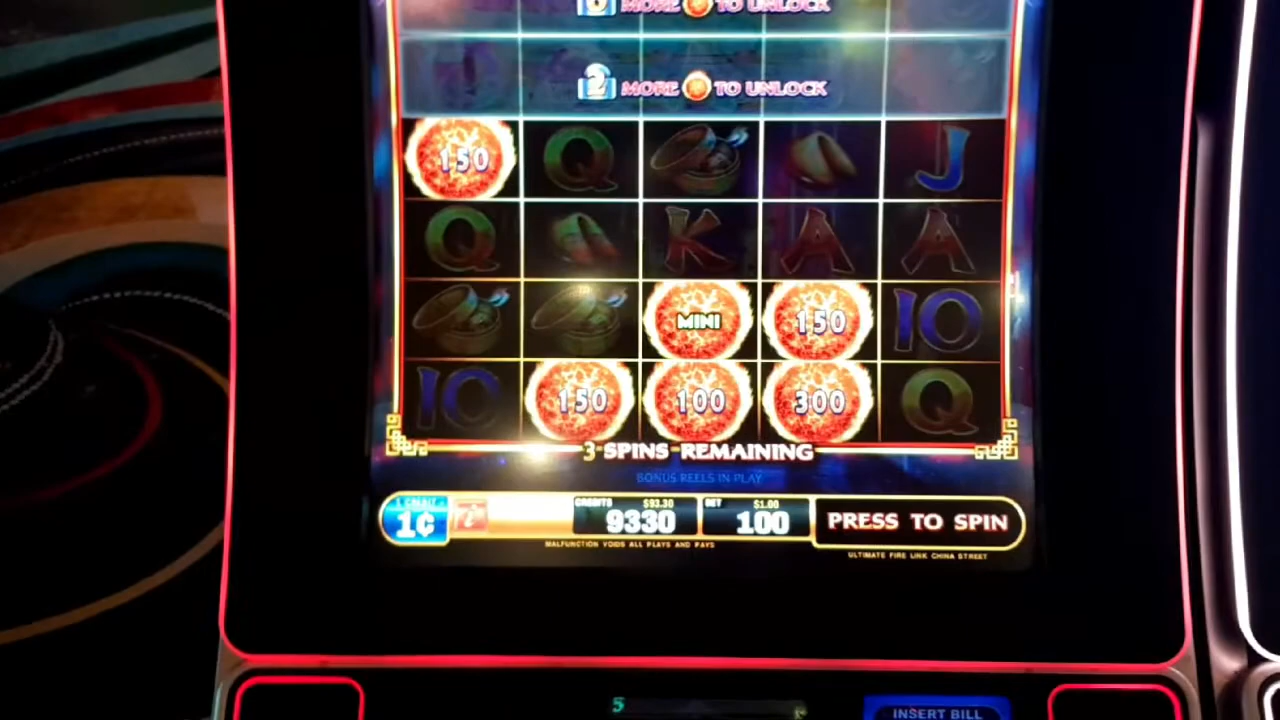 MORE TO UNLOCK
2 MORE TO UNLOCK
150 Q J
Q K A A
MINI 150 10
10 150 100 300 Q
3 SPINS REMAINING
BONUS REELS IN PLAY
1¢ CREDITS $93.30 9330 BET $1.00 100 PRESS TO SPIN
MALFUNCTION VOIDS ALL PLAYS AND PAYS
ULTIMATE FIRE LINK CHINA STREET
5
INSERT BILL